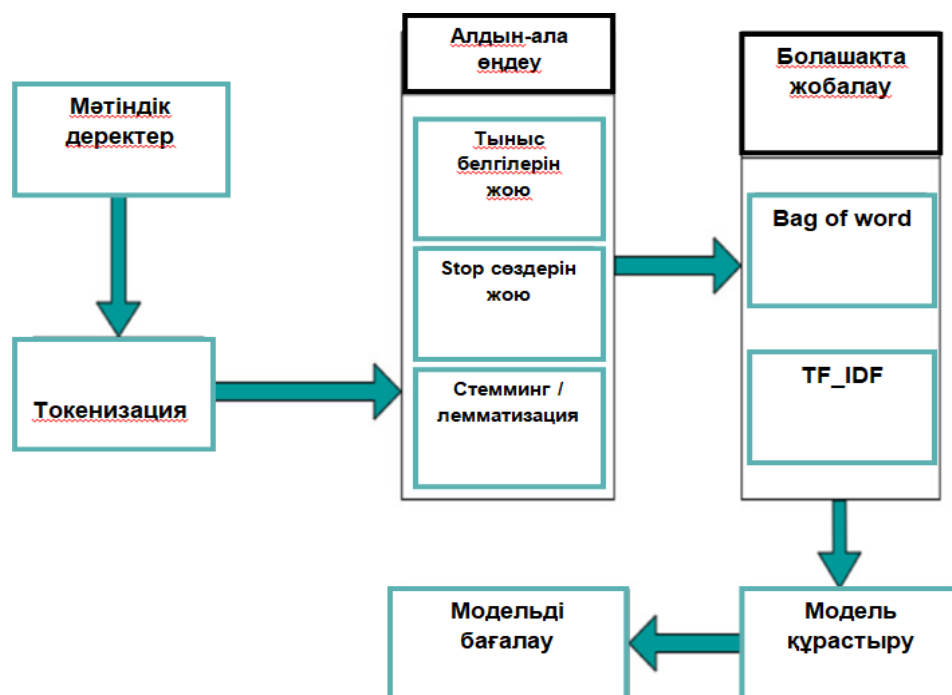 Мәтіндік
деректер
Токенизация
Алдын-ала
өңдеу
Тыныс
белгілерін
жою
Stop сөздерін
жою
Стемминг /
лемматизация
Болашақта
жобалау
Bag of word
TF_IDF
Модель
құрастыру
Модельді
бағалау